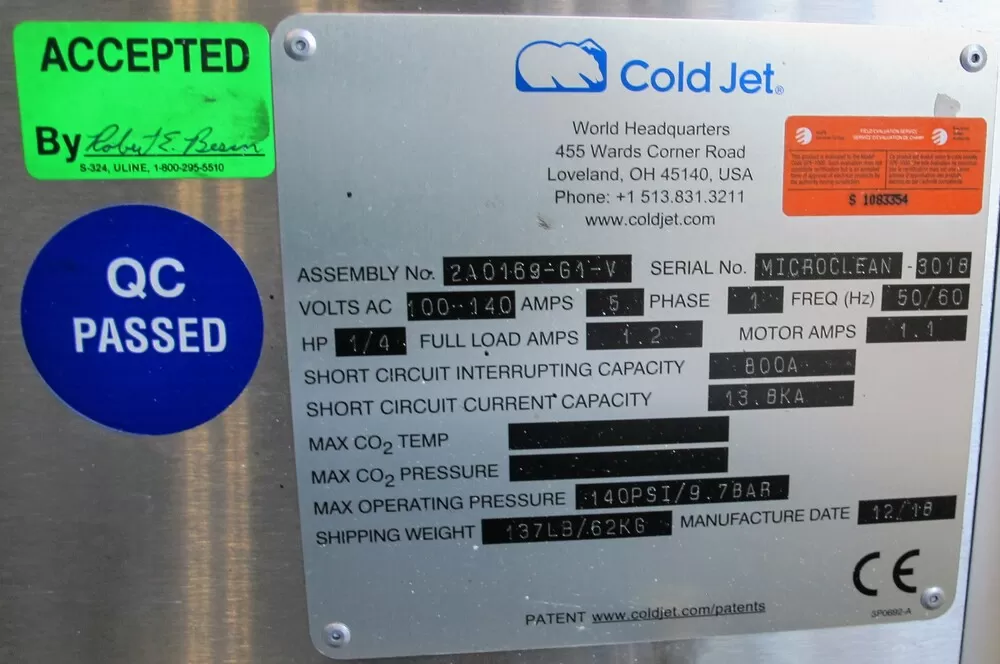 ACCEPTED
By Robert E. Besin
S-324, ULINE, 1-800-295-5510
QC
PASSED
Cold Jet®
World Headquarters
455 Wards Corner Road
Loveland, OH 45140, USA
Phone: +1 513.831.3211
www.coldjet.com
FIELD EVALUATION SERVICE
S 1083354
ASSEMBLY No. 2A0169-G1-V SERIAL No. MICROCLEAN -3018
VOLTS AC 100--140 AMPS 5 PHASE 1 FREQ (Hz) 50/60
HP 1/4 FULL LOAD AMPS 1.2 MOTOR AMPS 1.1
SHORT CIRCUIT INTERRUPTING CAPACITY 800A
SHORT CIRCUIT CURRENT CAPACITY 13.8KA
MAX CO2 TEMP
MAX CO2 PRESSURE
MAX OPERATING PRESSURE 140PSI/9.7BAR
SHIPPING WEIGHT 137LB/62KG MANUFACTURE DATE 12/18
CE
SP0692-A
PATENT www.coldjet.com/patents